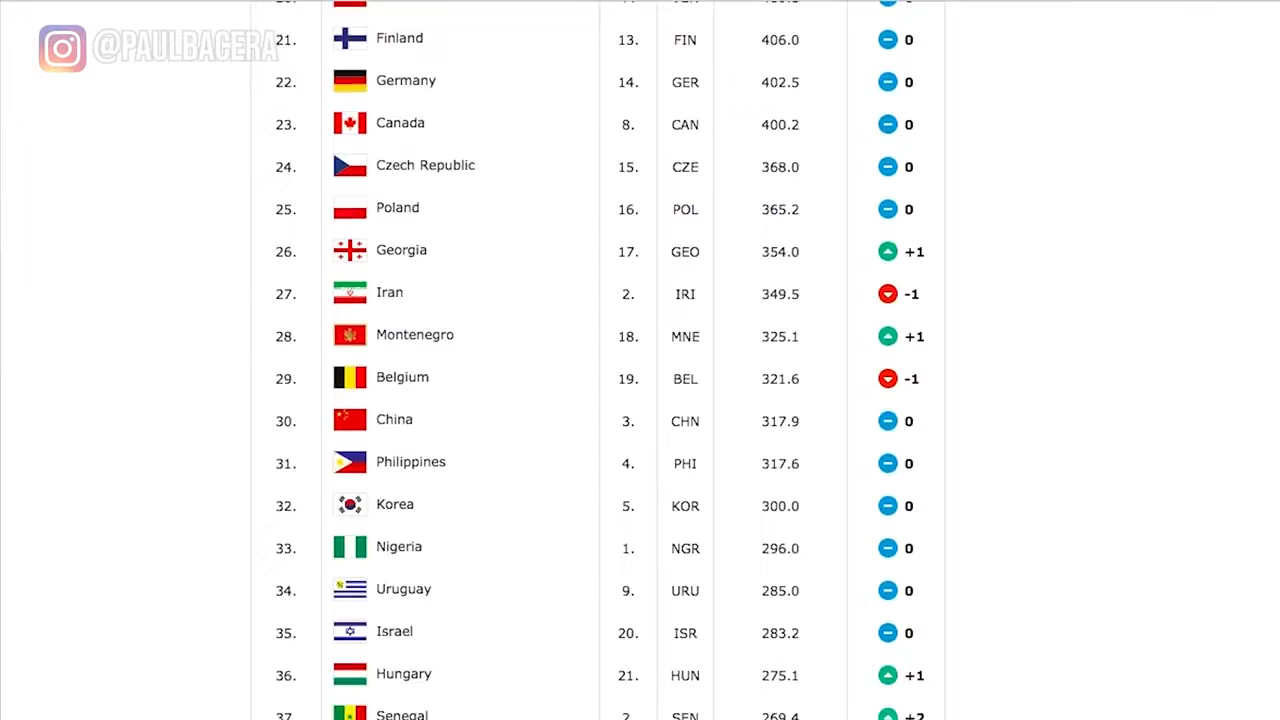 @PAULBACERA
21. Finland 13. FIN 406.0 0
22. Germany 14. GER 402.5 0
23. Canada 8. CAN 400.2 0
24. Czech Republic 15. CZE 368.0 0
25. Poland 16. POL 365.2 0
26. Georgia 17. GEO 354.0 +1
27. Iran 2. IRI 349.5 -1
28. Montenegro 18. MNE 325.1 +1
29. Belgium 19. BEL 321.6 -1
30. China 3. CHN 317.9 0
31. Philippines 4. PHI 317.6 0
32. Korea 5. KOR 300.0 0
33. Nigeria 1. NGR 296.0 0
34. Uruguay 9. URU 285.0 0
35. Israel 20. ISR 283.2 0
36. Hungary 21. HUN 275.1 +1
37. Senegal 2. SEN 269.4 +2